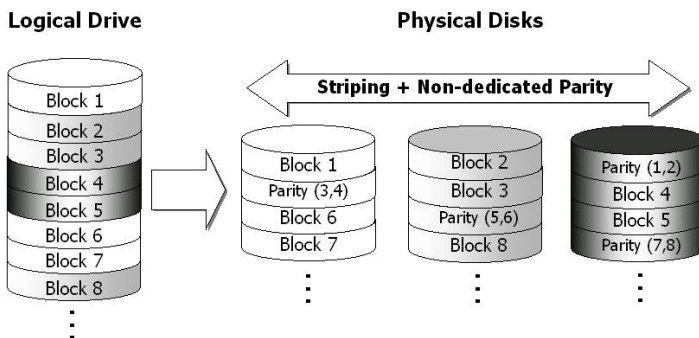 Logical Drive
Physical Disks
Striping + Non-dedicated Parity
Block 1
Block 2
Block 3
Block 4
Block 5
Block 6
Block 7
Block 8
Block 1
Parity (3,4)
Block 6
Block 7
Block 2
Block 3
Parity (5,6)
Block 8
Parity (1,2)
Block 4
Block 5
Parity (7,8)